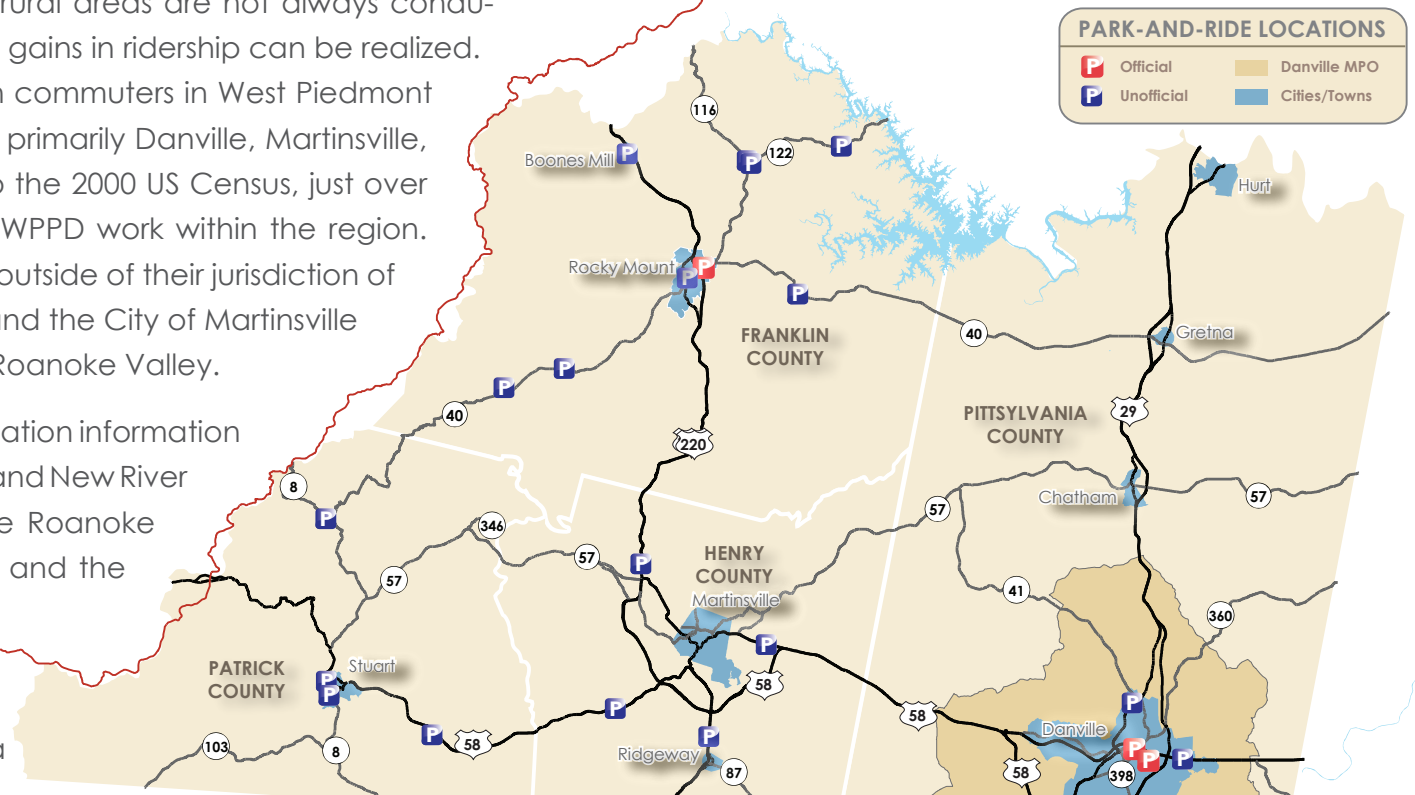 rural areas are not always condu-
gains in ridership can be realized.
commuters in West Piedmont
primarily Danville, Martinsville,
the 2000 US Census, just over
WPPD work within the region.
outside of their jurisdiction of
and the City of Martinsville
Roanoke Valley.
information
and New River
Roanoke
and the
a
PARK-AND-RIDE LOCATIONS
P Official
Danville MPO
P Unofficial
Cities/Towns
116
P
122
P
Boones Mill
P
Hurt
Rocky Mount
P
P
P
FRANKLIN
COUNTY
40
Gretna
P
P
40
220
PITTSYLVANIA
COUNTY
29
8
P
57
Chatham
57
346
57
P
HENRY
COUNTY
Martinsville
57
41
360
PATRICK
COUNTY
P
P
Stuart
P
58
P
58
P
58
P
Danville
103
8
P
Ridgeway
87
58
P
P
P
398